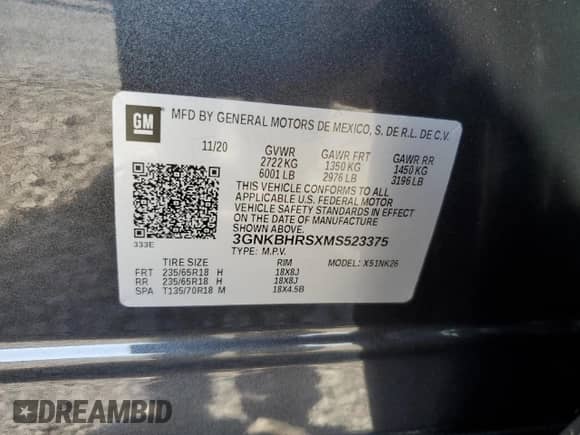 GM
MFD BY GENERAL MOTORS DE MEXICO, S. DE R.L. DE C.V.
11/20 GVWR GAWR FRT GAWR RR
2722 KG 1350 KG 1450 KG
6001 LB 2976 LB 3196 LB
THIS VEHICLE CONFORMS TO ALL
APPLICABLE U.S. FEDERAL MOTOR
VEHICLE SAFETY STANDARDS IN EFFECT
ON THE DATE OF MANUFACTURE
SHOWN ABOVE.
333E 3GNKBHRSXMS523375
TYPE: M.P.V. MODEL: X51NK26
TIRE SIZE RIM
FRT 235/65R18 H 18X8J
RR 235/65R18 H 18X8J
SPA T135/70R18 M 18X4.5B
DREAMBID